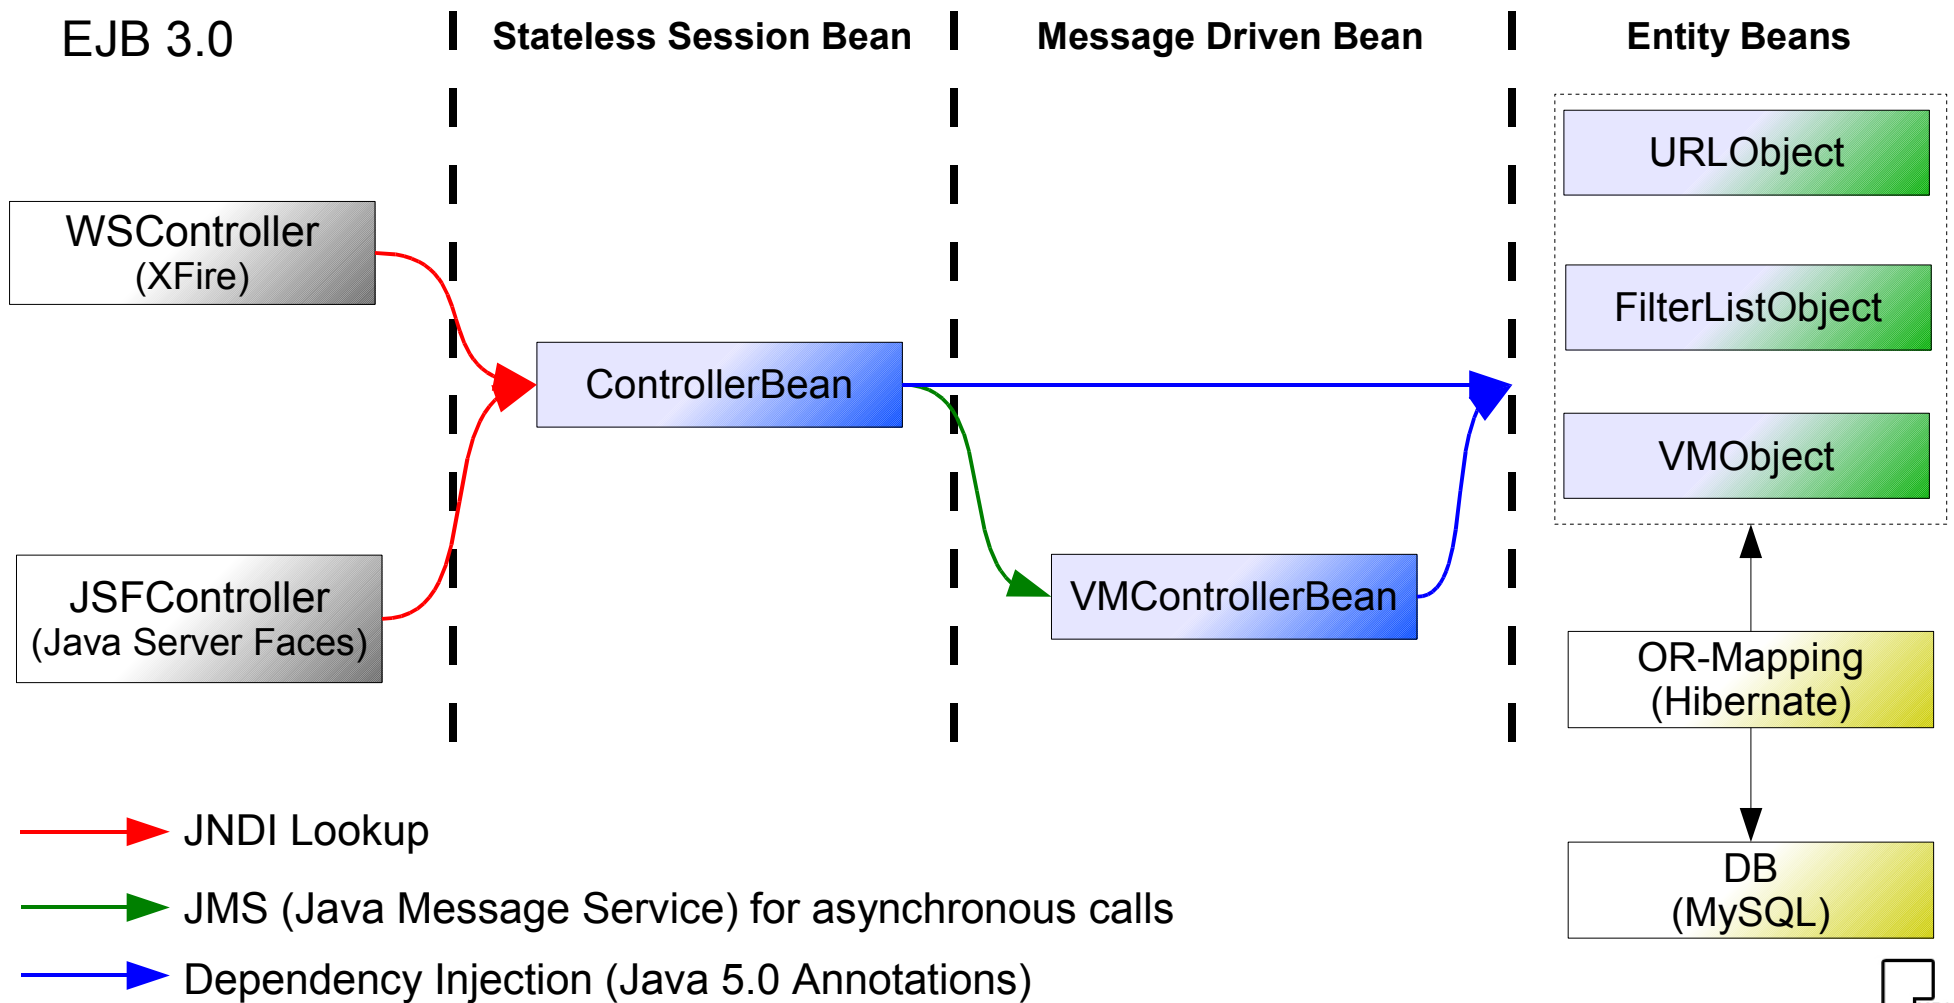 EJB 3.0
Stateless Session Bean
Message Driven Bean
Entity Beans
URLObject
WSController
(XFire)
FilterListObject
ControllerBean
VMObject
JSFController
(Java Server Faces)
VMControllerBean
OR-Mapping
(Hibernate)
JNDI Lookup
DB
(MySQL)
JMS (Java Message Service) for asynchronous calls
Dependency Injection (Java 5.0 Annotations)